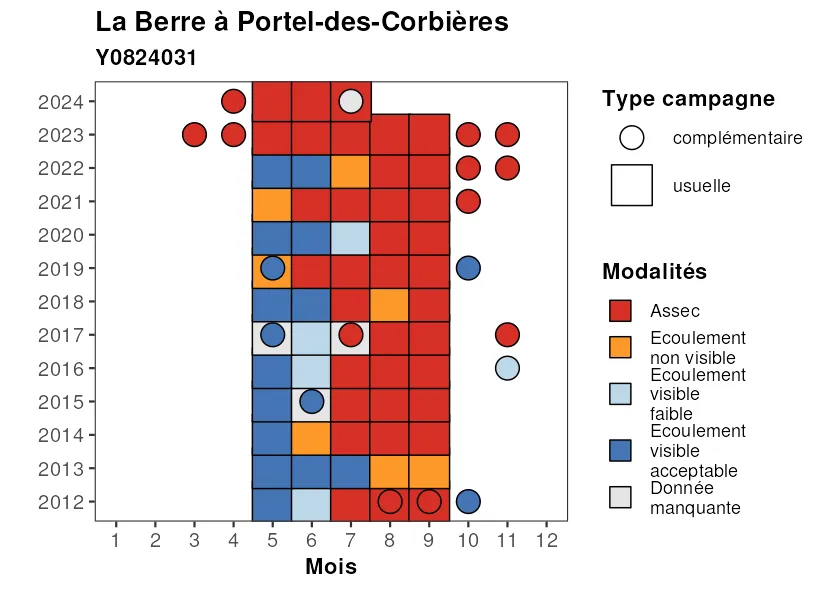 La Berre à Portel-des-Corbières
Y0824031
2024
2023
2022
2021
2020
2019
2018
2017
2016
2015
2014
2013
2012
1 2 3 4 5 6 7 8 9 10 11 12
Mois
Type campagne
complémentaire
usuelle
Modalités
Assec
Ecoulement
non visible
Ecoulement
visible
faible
Ecoulement
visible
acceptable
Donnée
manquante